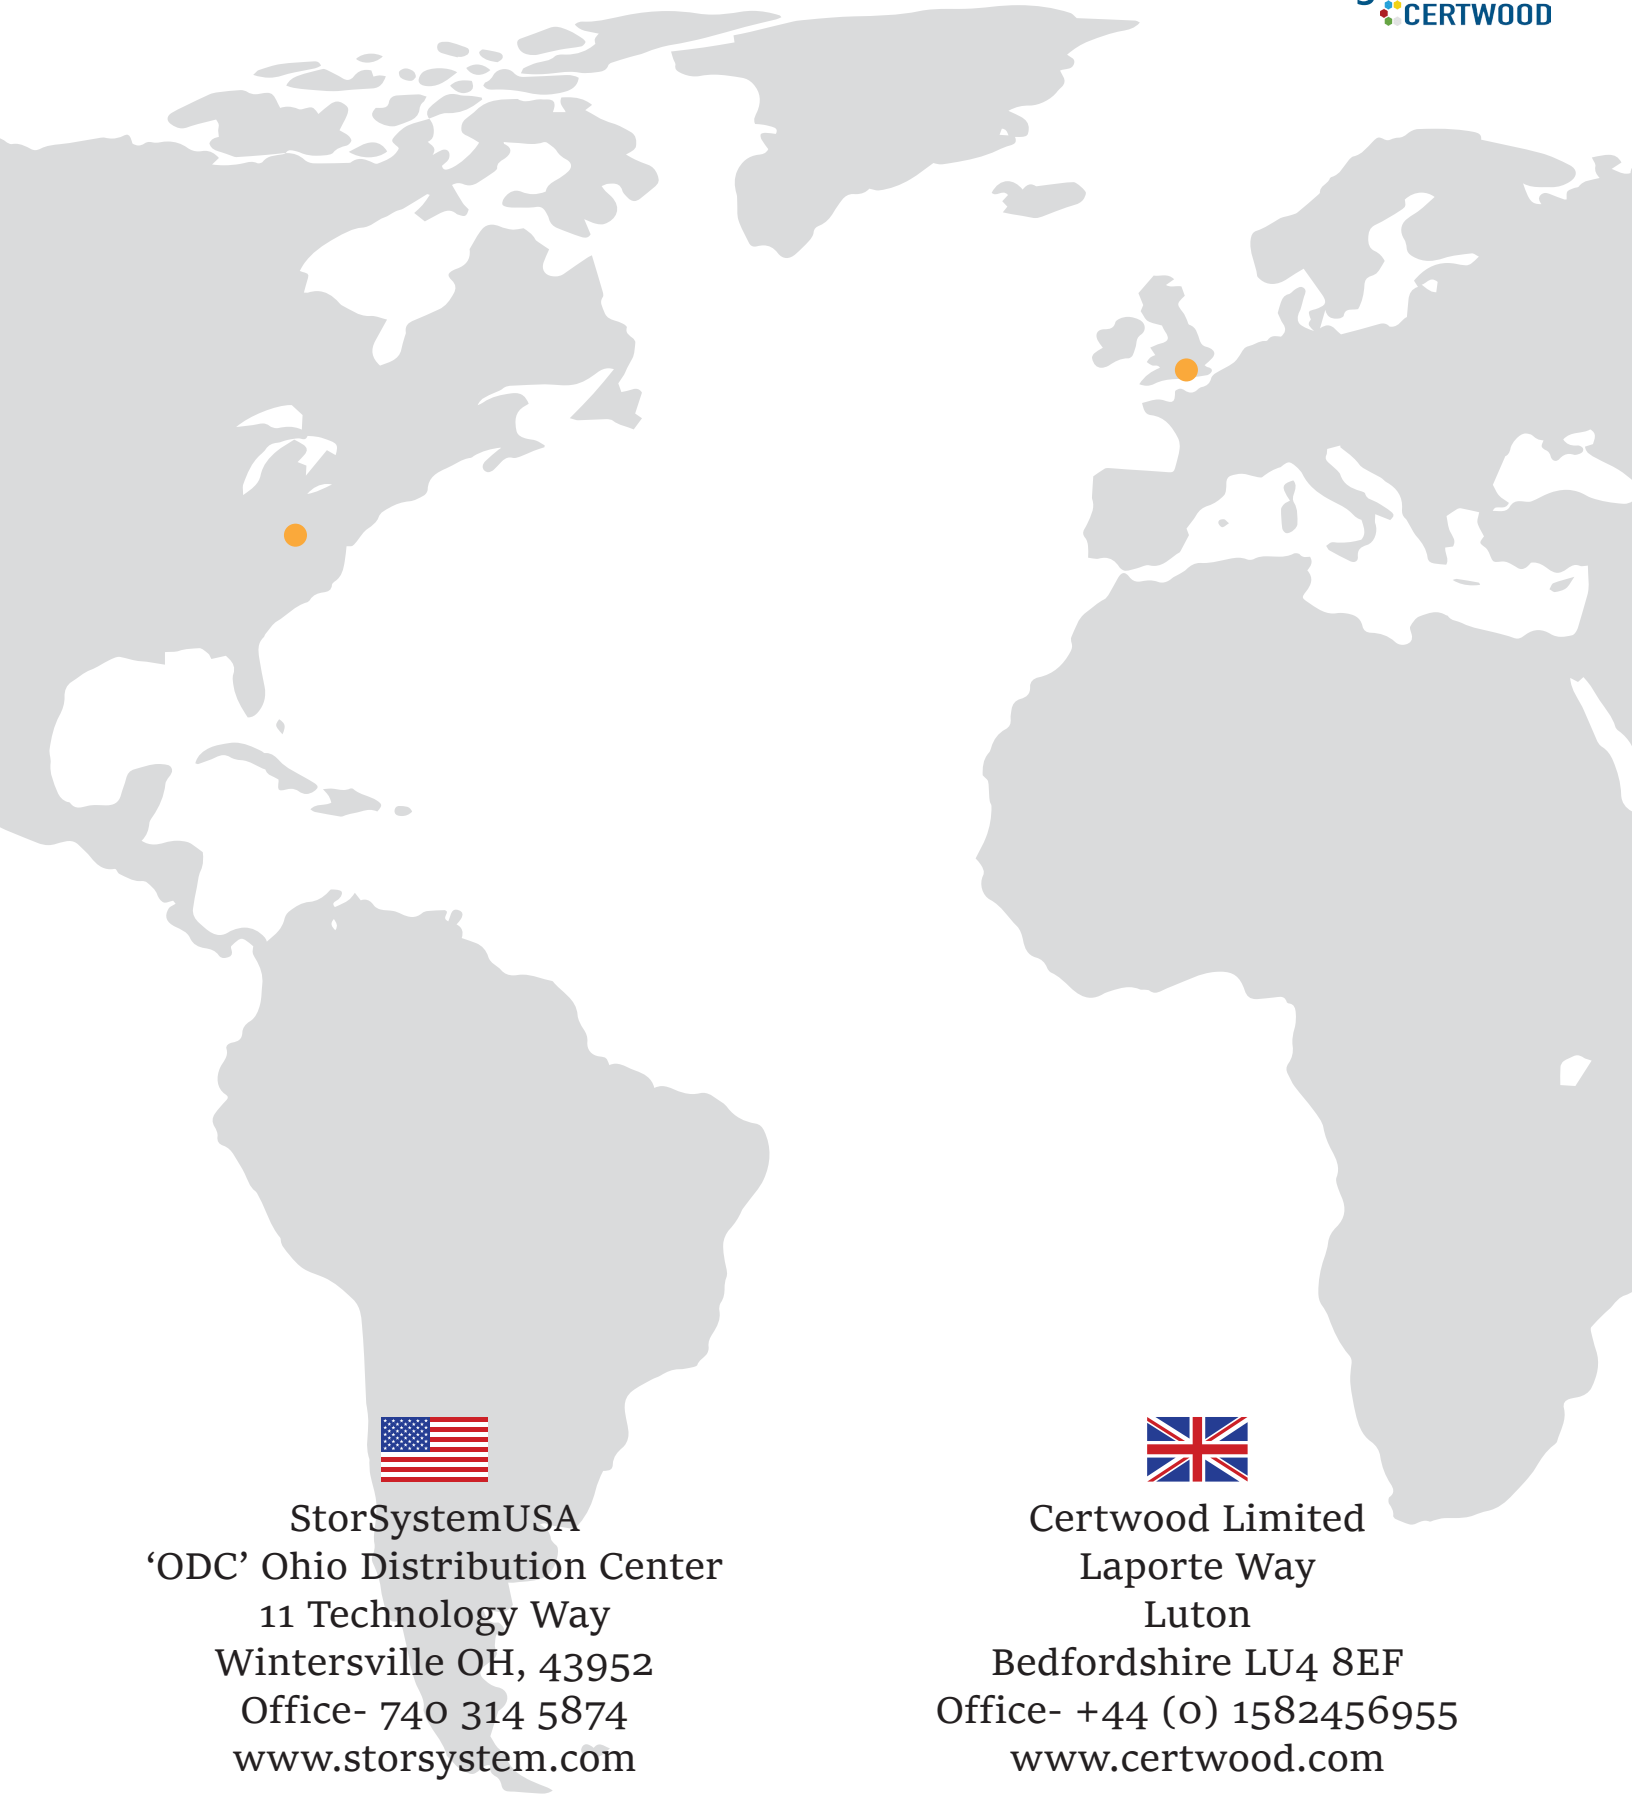 CERTWOOD
StorSystemUSA
‘ODC’ Ohio Distribution Center
11 Technology Way
Wintersville OH, 43952
Office- 740 314 5874
www.storsystem.com
Certwood Limited
Laporte Way
Luton
Bedfordshire LU4 8EF
Office- +44 (0) 1582456955
www.certwood.com